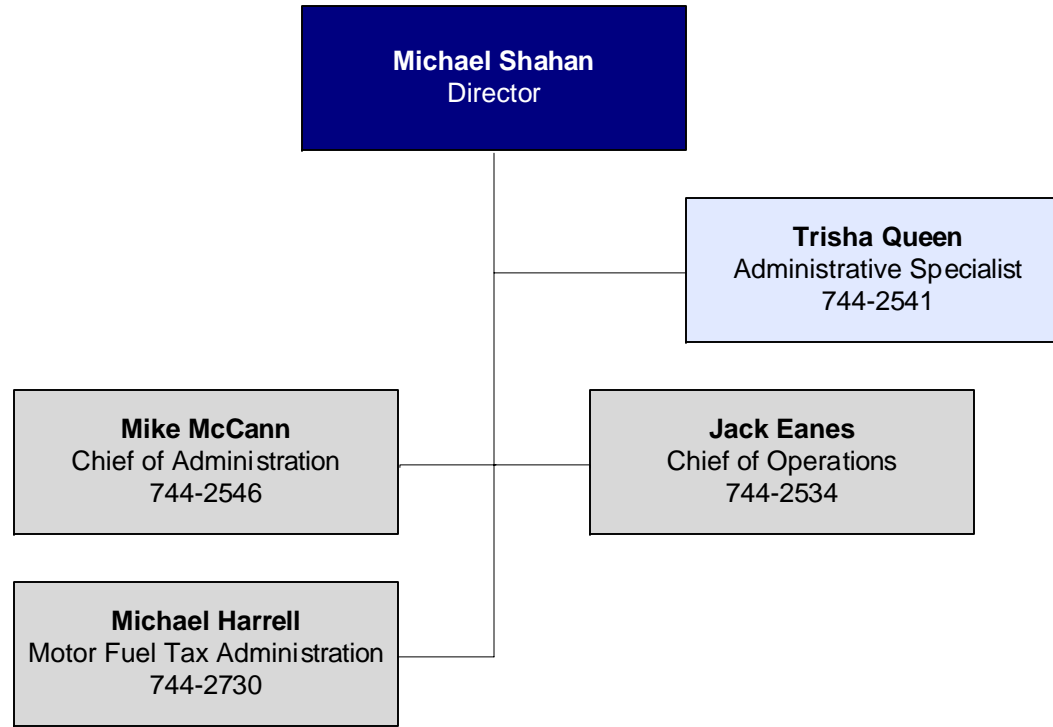 Michael Shahan
Director
Trisha Queen
Administrative Specialist
744-2541
Mike McCann
Chief of Administration
744-2546
Jack Eanes
Chief of Operations
744-2534
Michael Harrell
Motor Fuel Tax Administration
744-2730